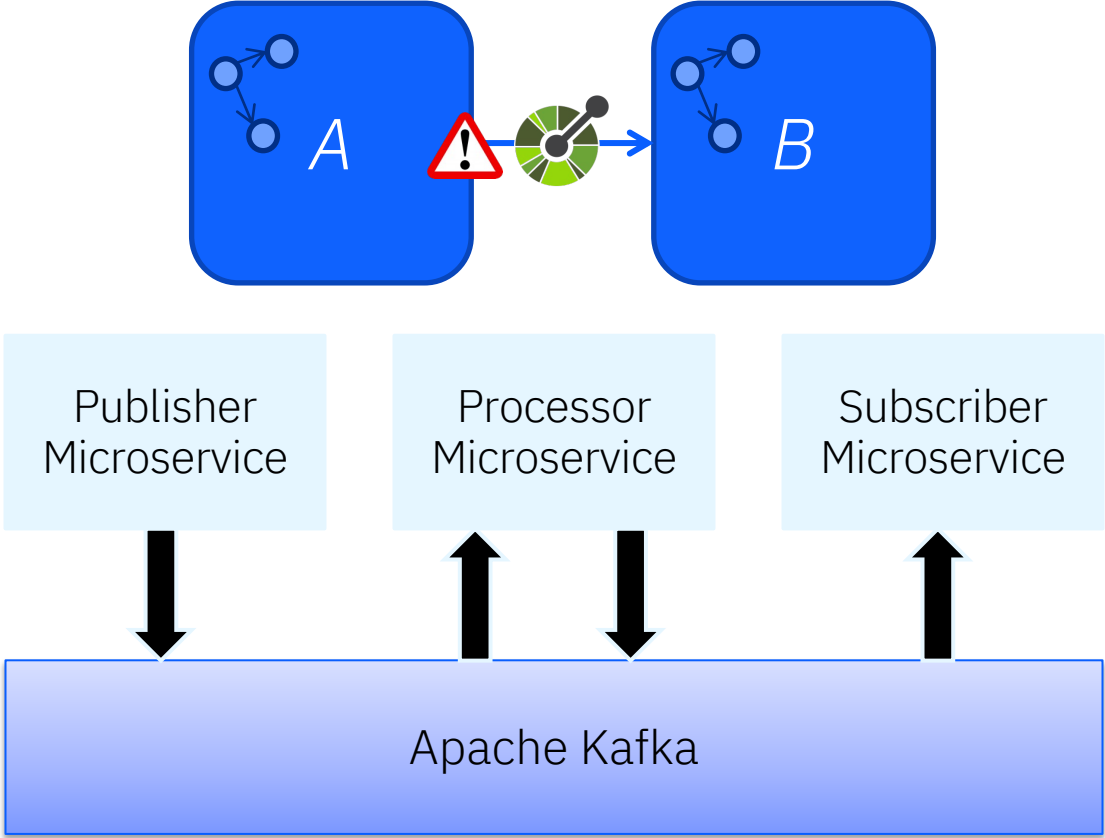 A
B
Publisher
Microservice
Processor
Microservice
Subscriber
Microservice
Apache Kafka